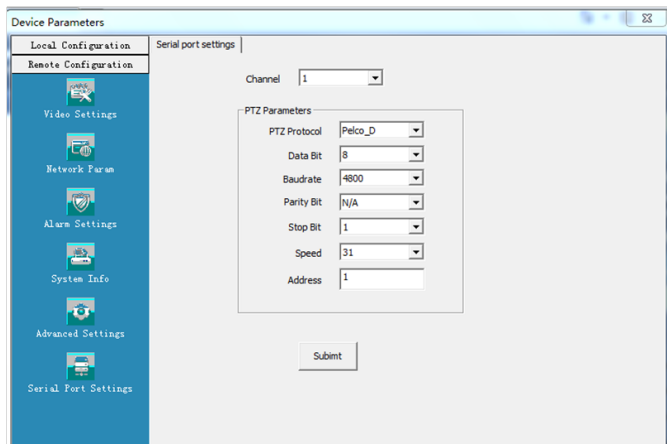 Device Parameters
Local Configuration
Remote Configuration
Video Settings
Network Param
Alarm Settings
System Info
Advanced Settings
Serial Port Settings
Serial port settings
Channel 1
PTZ Parameters
PTZ Protocol Pelco_D
Data Bit 8
Baudrate 4800
Parity Bit N/A
Stop Bit 1
Speed 31
Address 1
Subimt